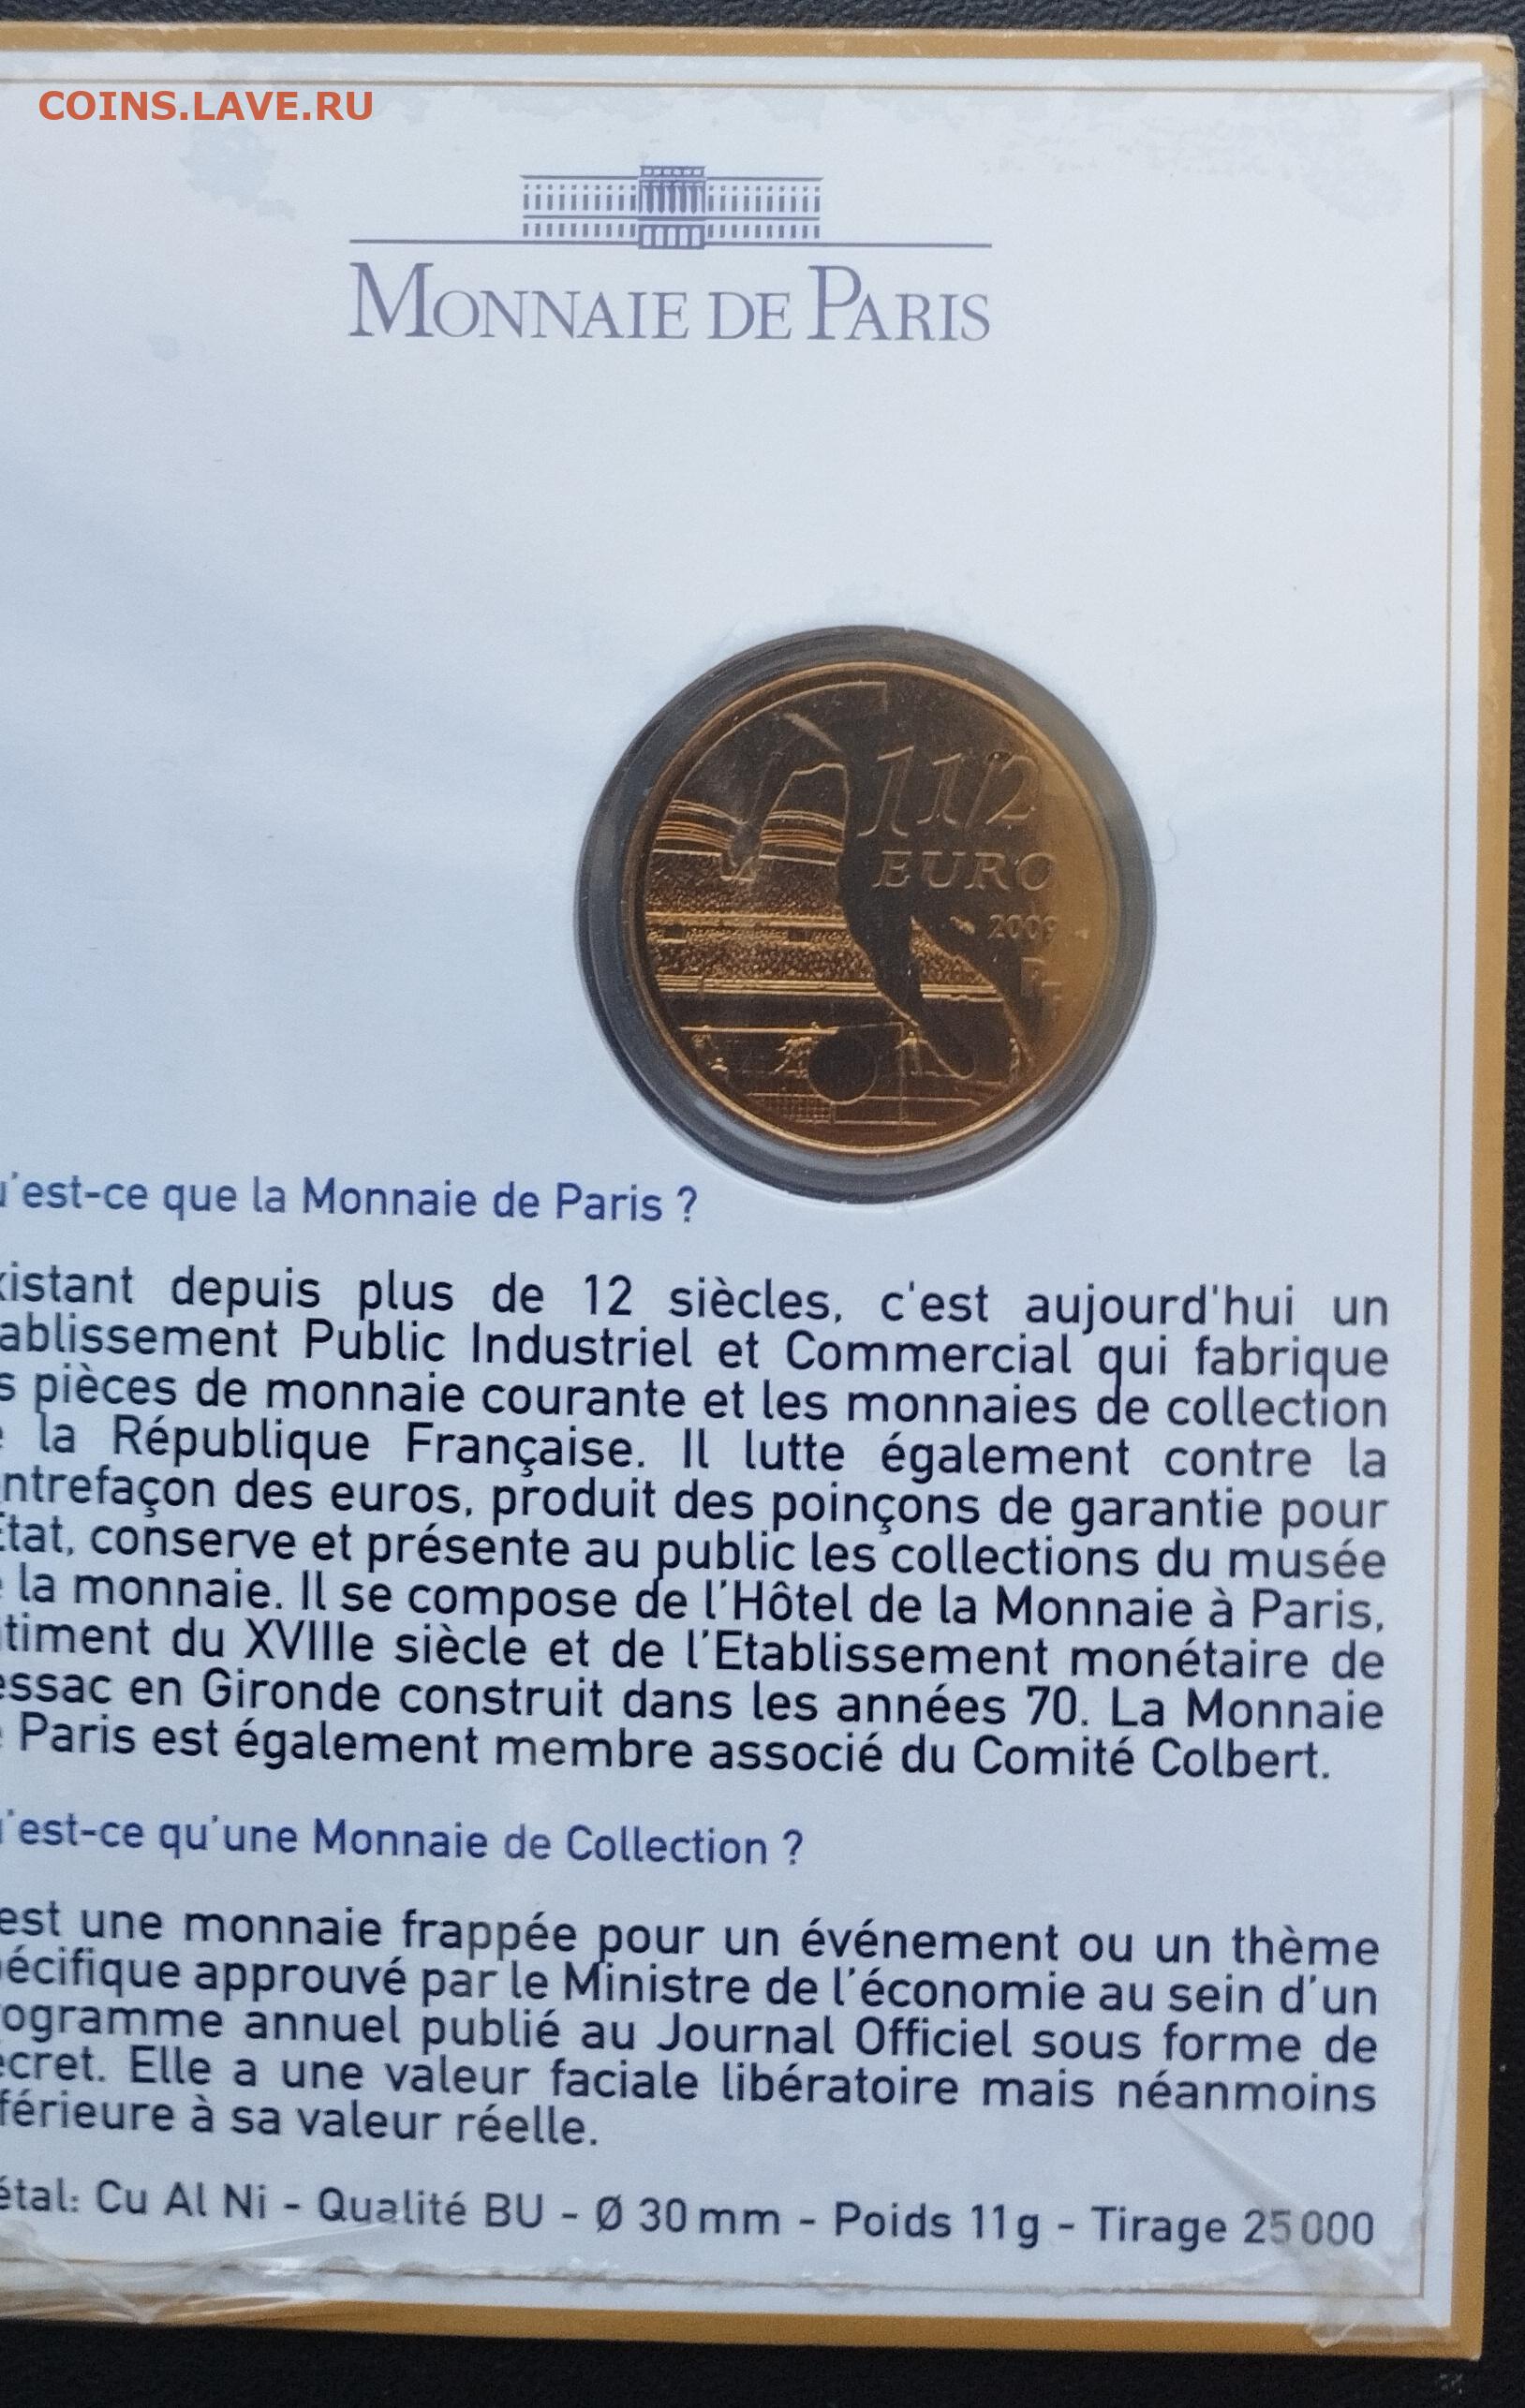 COINS.LAVE.RU
MONNAIE DE PARIS
1 1/2
EURO
2009
u'est-ce que la Monnaie de Paris ?
xistant depuis plus de 12 siècles, c'est aujourd'hui un
ablissement Public Industriel et Commercial qui fabrique
s pièces de monnaie courante et les monnaies de collection
e la République Française. Il lutte également contre la
ntrefaçon des euros, produit des poinçons de garantie pour
Etat, conserve et présente au public les collections du musée
e la monnaie. Il se compose de l'Hôtel de la Monnaie à Paris,
timent du XVIIIe siècle et de l'Etablissement monétaire de
essac en Gironde construit dans les années 70. La Monnaie
e Paris est également membre associé du Comité Colbert.
u'est-ce qu'une Monnaie de Collection ?
est une monnaie frappée pour un événement ou un thème
pécifique approuvé par le Ministre de l'économie au sein d'un
ogramme annuel publié au Journal Officiel sous forme de
écret. Elle a une valeur faciale libératoire mais néanmoins
férieure à sa valeur réelle.
étal: Cu Al Ni - Qualité BU - Ø 30 mm - Poids 11 g - Tirage 25 000